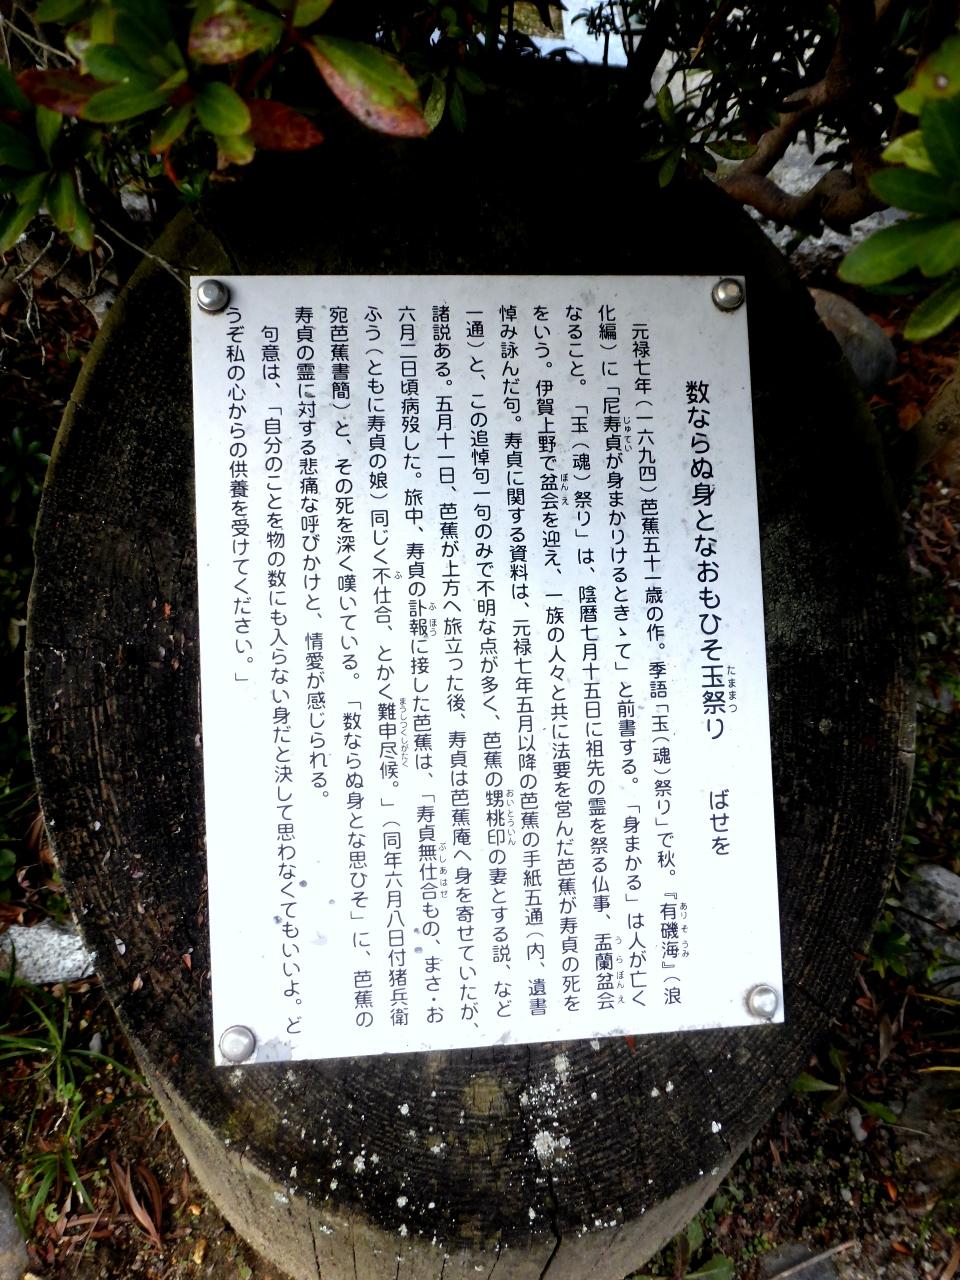 数ならぬ身となおもひそ玉祭り　ばせを
元禄七年（一六九四）芭蕉五十一歳の作。季語「玉（魂）祭り」で秋。『有磯海』（浪
化編）に「尼寿貞が身まかりけるときゝて」と前書する。「身まかる」は人が亡く
なること。「玉（魂）祭り」は、陰暦七月十五日に祖先の霊を祭る仏事、盂蘭盆会
をいう。伊賀上野で盆会を迎え、一族の人々と共に法要を営んだ芭蕉が寿貞の死を
悼み詠んだ句。寿貞に関する資料は、元禄七年五月以降の芭蕉の手紙五通（内、遺書
一通）と、この追悼句一句のみで不明な点が多く、芭蕉の甥桃印の妻とする説、など
諸説ある。五月十一日、芭蕉が上方へ旅立った後、寿貞は芭蕉庵へ身を寄せていたが、
六月二日頃病歿した。旅中、寿貞の訃報に接した芭蕉は、「寿貞無仕合もの、まさ・お
ふう（ともに寿貞の娘）同じく不仕合、とかく難申尽候。」（同年六月八日付猪兵衛
宛芭蕉書簡）と、その死を深く嘆いている。「数ならぬ身とな思ひそ」に、芭蕉の
寿貞の霊に対する悲痛な呼びかけと、情愛が感じられる。
句意は、「自分のことを物の数にも入らない身だと決して思わなくてもいいよ。ど
うぞ私の心からの供養を受けてください。」